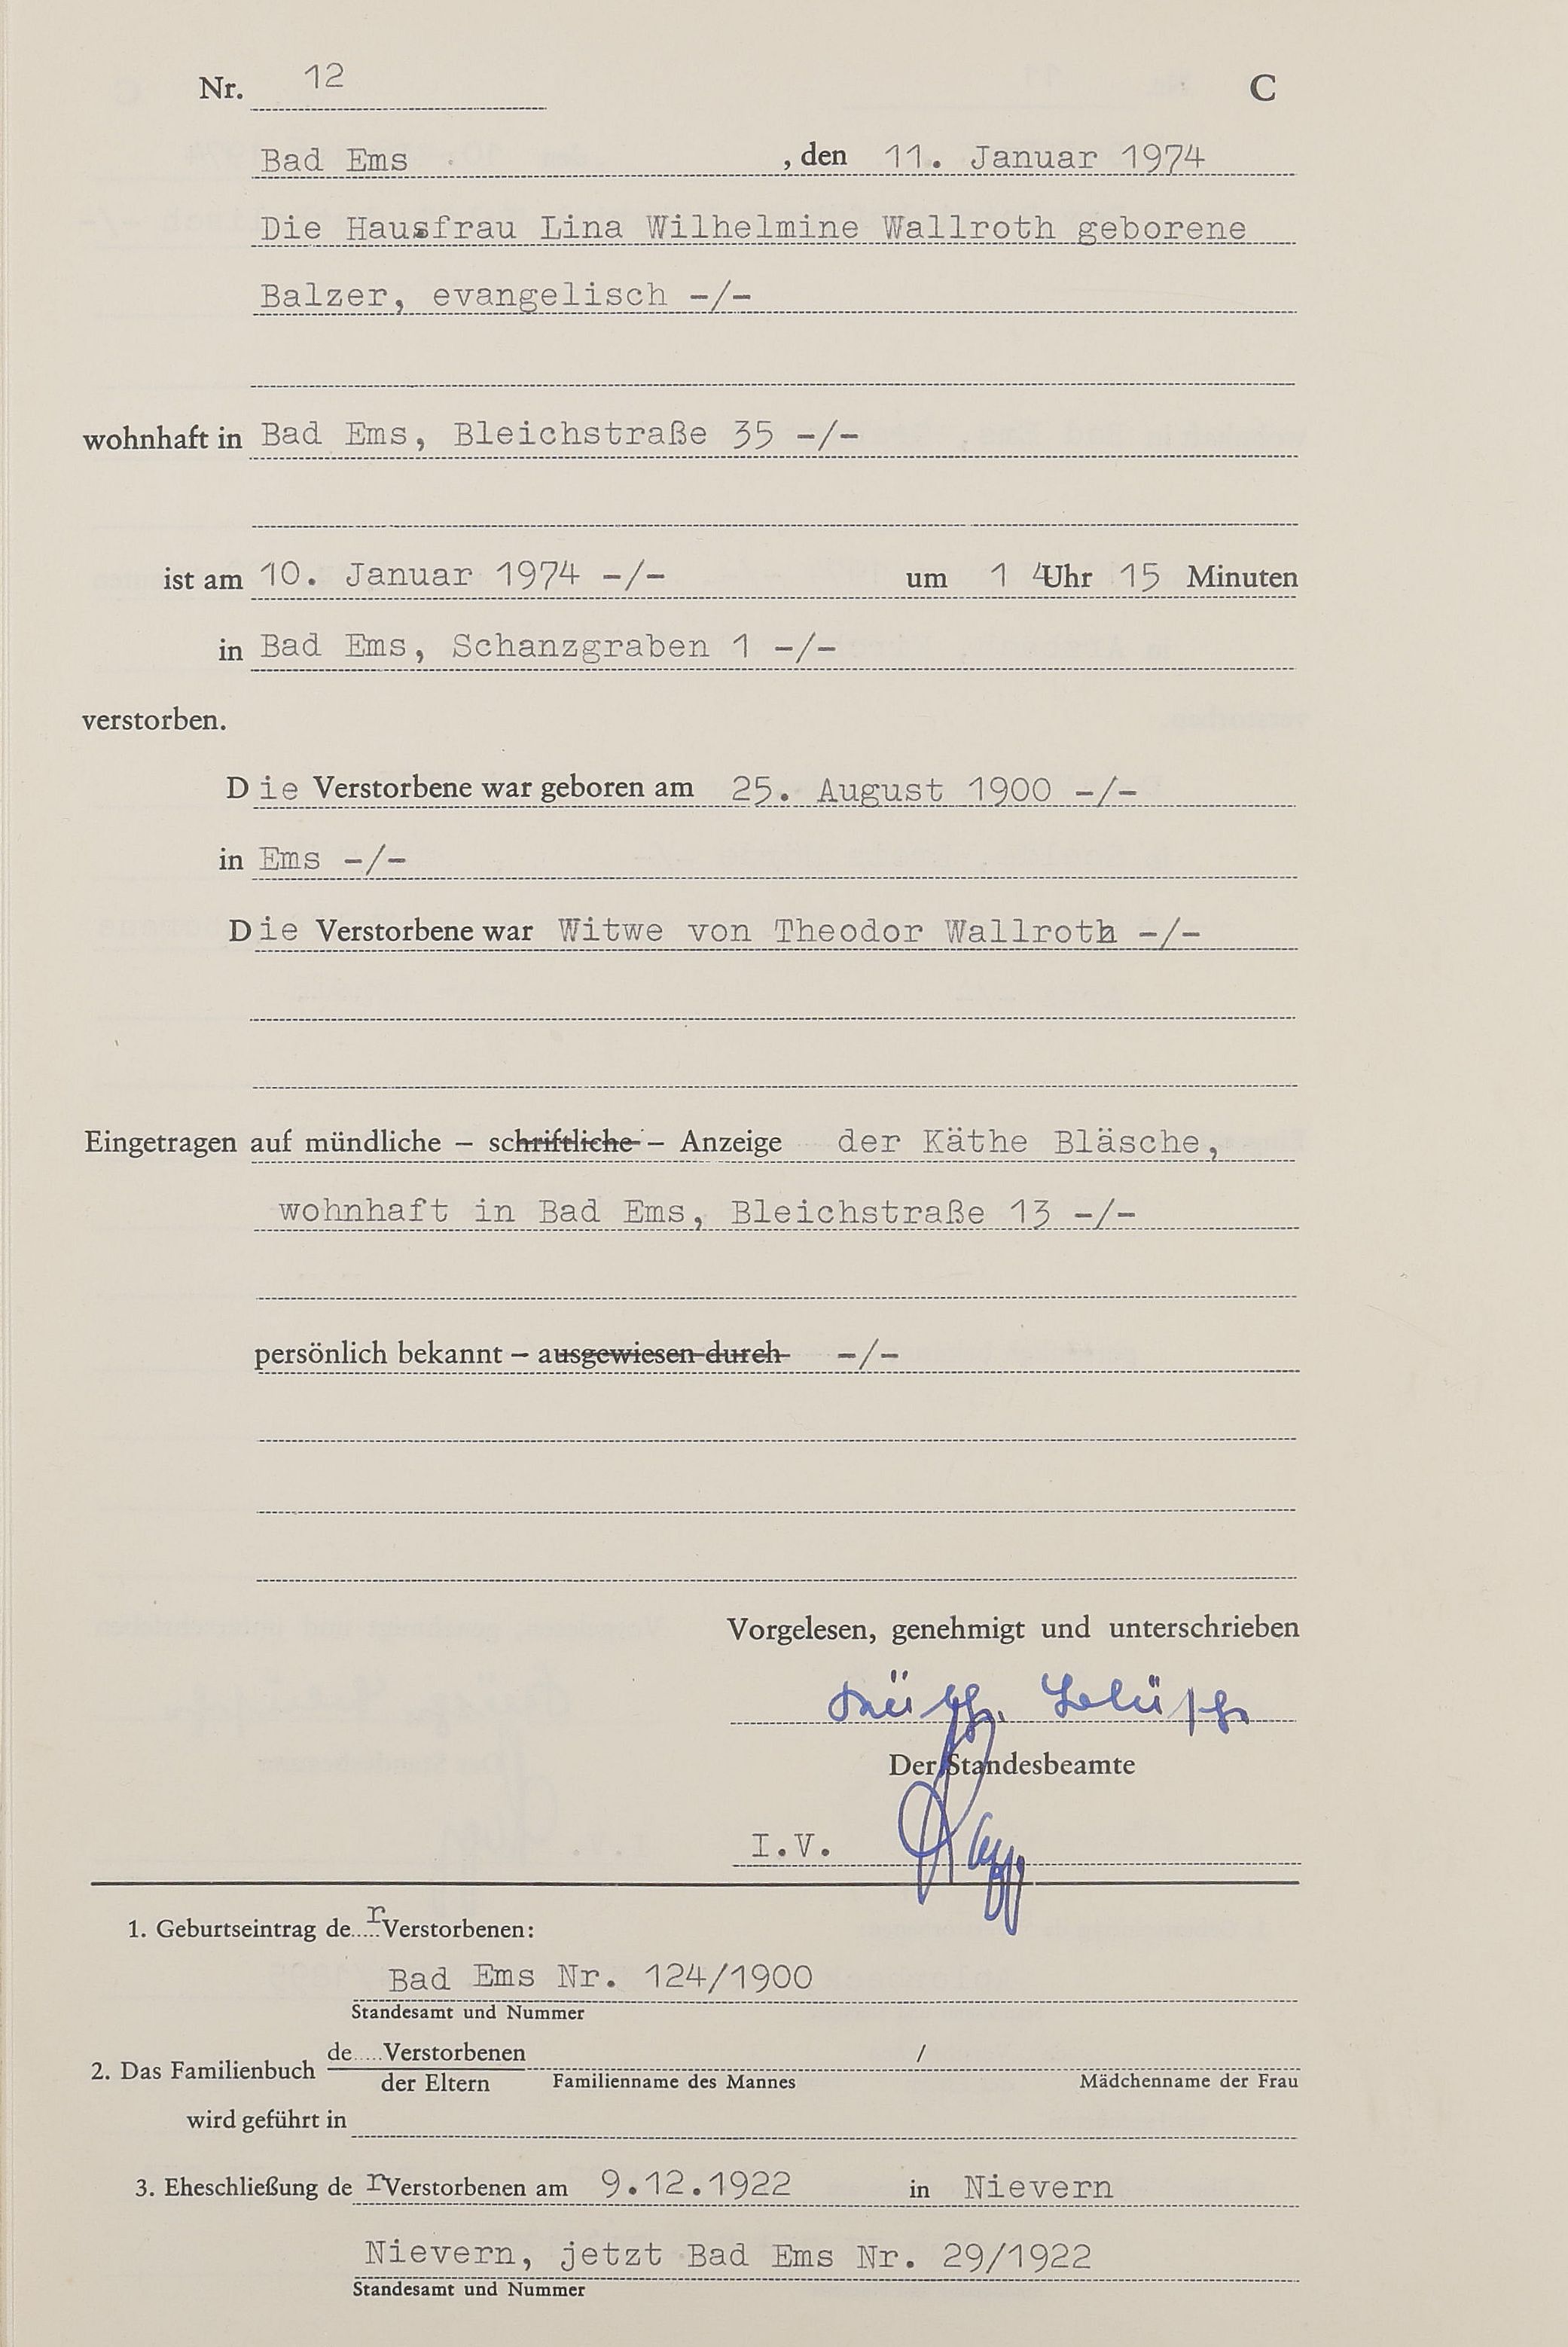 Nr. 12 C
Bad Ems , den 11. Januar 1974
Die Hausfrau Lina Wilhelmine Wallroth geborene
Balzer, evangelisch -/-
wohnhaft in Bad Ems, Bleichstraße 35 -/-
ist am 10. Januar 1974 -/- um 1 4Uhr 15 Minuten
in Bad Ems, Schanzgraben 1 -/-
verstorben.
Die Verstorbene war geboren am 25. August 1900 -/-
in Ems -/-
Die Verstorbene war Witwe von Theodor Wallroth -/-
Eingetragen auf mündliche – schriftliche – Anzeige der Käthe Bläsche,
wohnhaft in Bad Ems, Bleichstraße 13 -/-
persönlich bekannt – ausgewiesen durch -/-
Vorgelesen, genehmigt und unterschrieben
Der Standesbeamte
I.V.
1. Geburtseintrag der Verstorbenen:
Bad Ems Nr. 124/1900
Standesamt und Nummer
2. Das Familienbuch de..... Verstorbenen /
der Eltern Familienname des Mannes Mädchenname der Frau
wird geführt in
3. Eheschließung der Verstorbenen am 9.12.1922 in Nievern
Nievern, jetzt Bad Ems Nr. 29/1922
Standesamt und Nummer